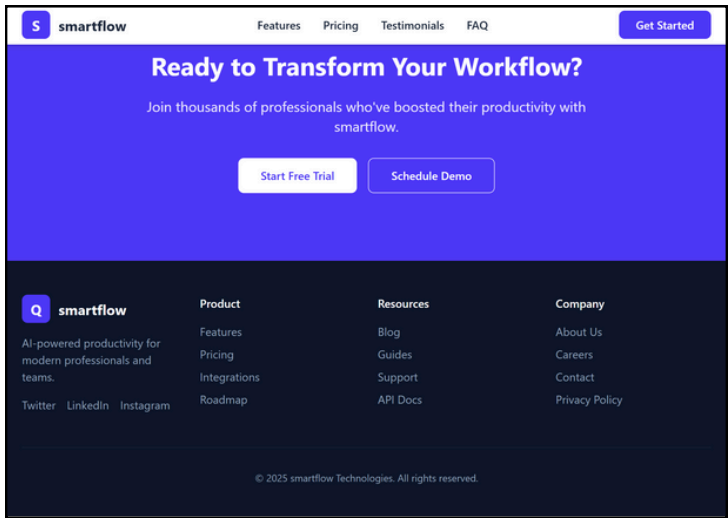 S smartflow Features Pricing Testimonials FAQ Get Started
Ready to Transform Your Workflow?
Join thousands of professionals who've boosted their productivity with
smartflow.
Start Free Trial Schedule Demo
Q smartflow
AI-powered productivity for
modern professionals and
teams.
Twitter LinkedIn Instagram
Product
Features
Pricing
Integrations
Roadmap
Resources
Blog
Guides
Support
API Docs
Company
About Us
Careers
Contact
Privacy Policy
© 2025 smartflow Technologies. All rights reserved.